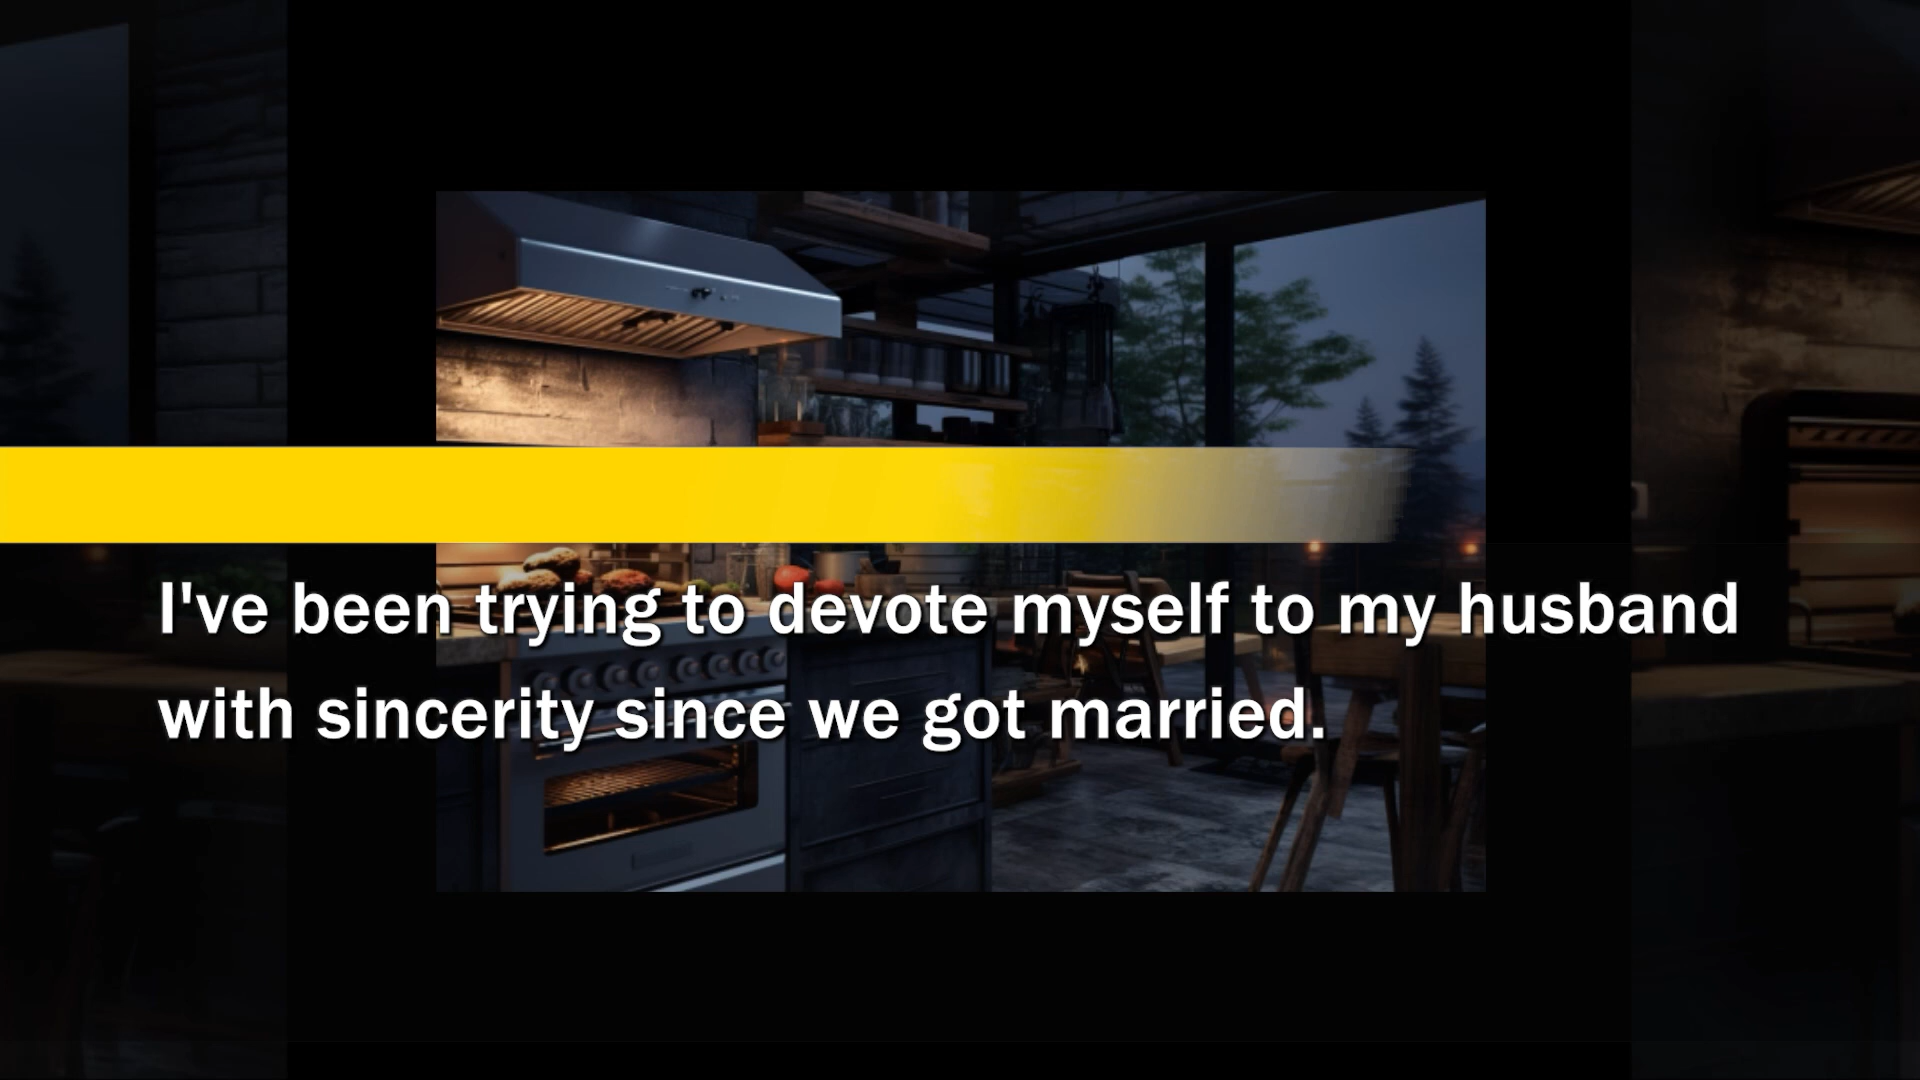 I've been trying to devote myself to my husband
with sincerity since we got married.